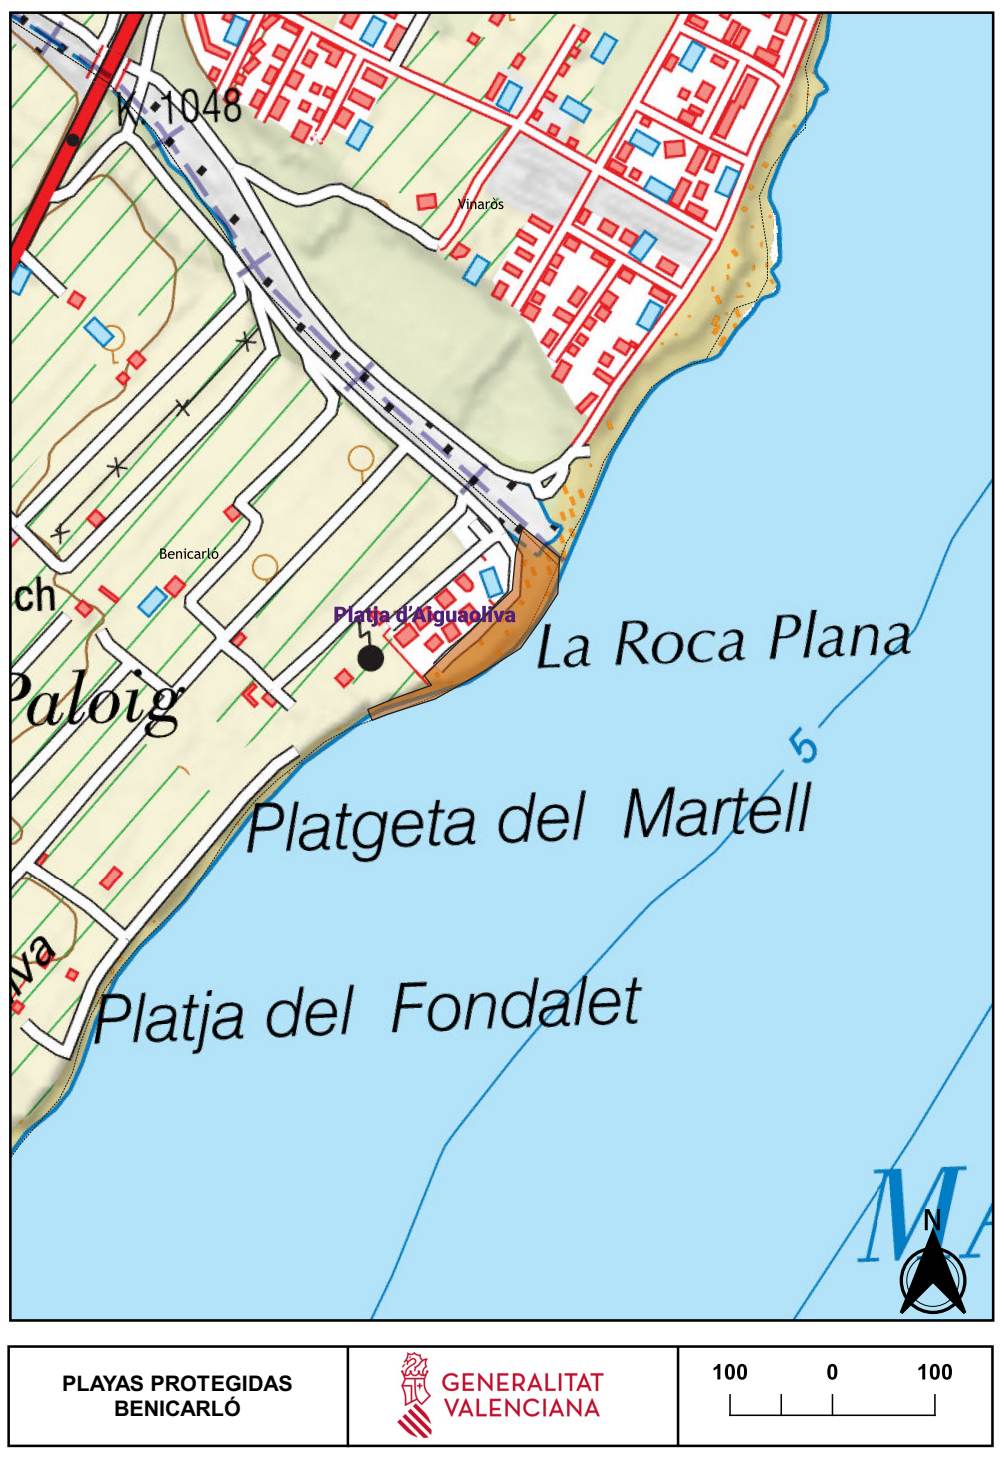 K. 1048
Vinaròs
Benicarló
ch
Platja d'Aiguaoliva
La Roca Plana
Paloig
5
Platgeta del Martell
iva
Platja del Fondalet
MA
N
PLAYAS PROTEGIDAS
BENICARLÓ
GENERALITAT
VALENCIANA
100 0 100